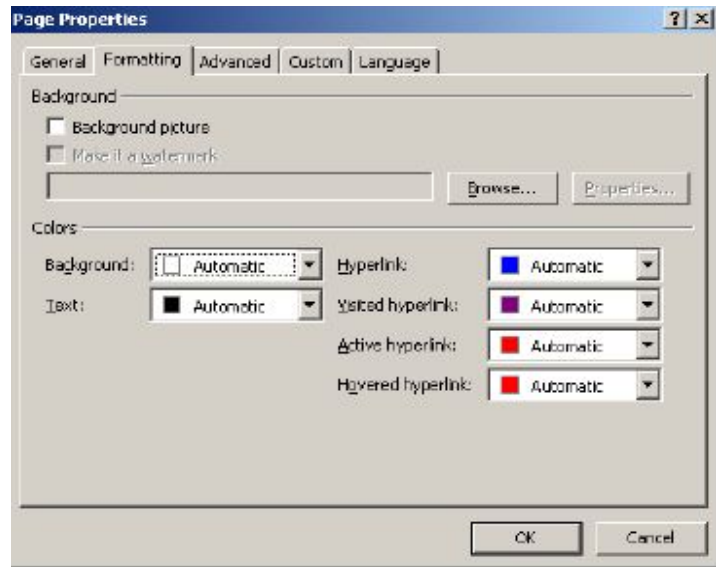 Page Properties
General Formatting Advanced Custom Language
Background
Background picture
Make it a watermark
Browse... Properties...
Colors
Background: Automatic Hyperlink: Automatic
Text: Automatic Visited hyperlink: Automatic
Active hyperlink: Automatic
Hovered hyperlink: Automatic
OK Cancel